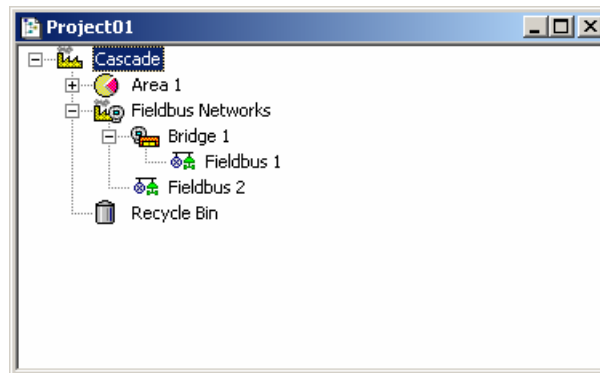 Project01
Cascade
Area 1
Fieldbus Networks
Bridge 1
Fieldbus 1
Fieldbus 2
Recycle Bin